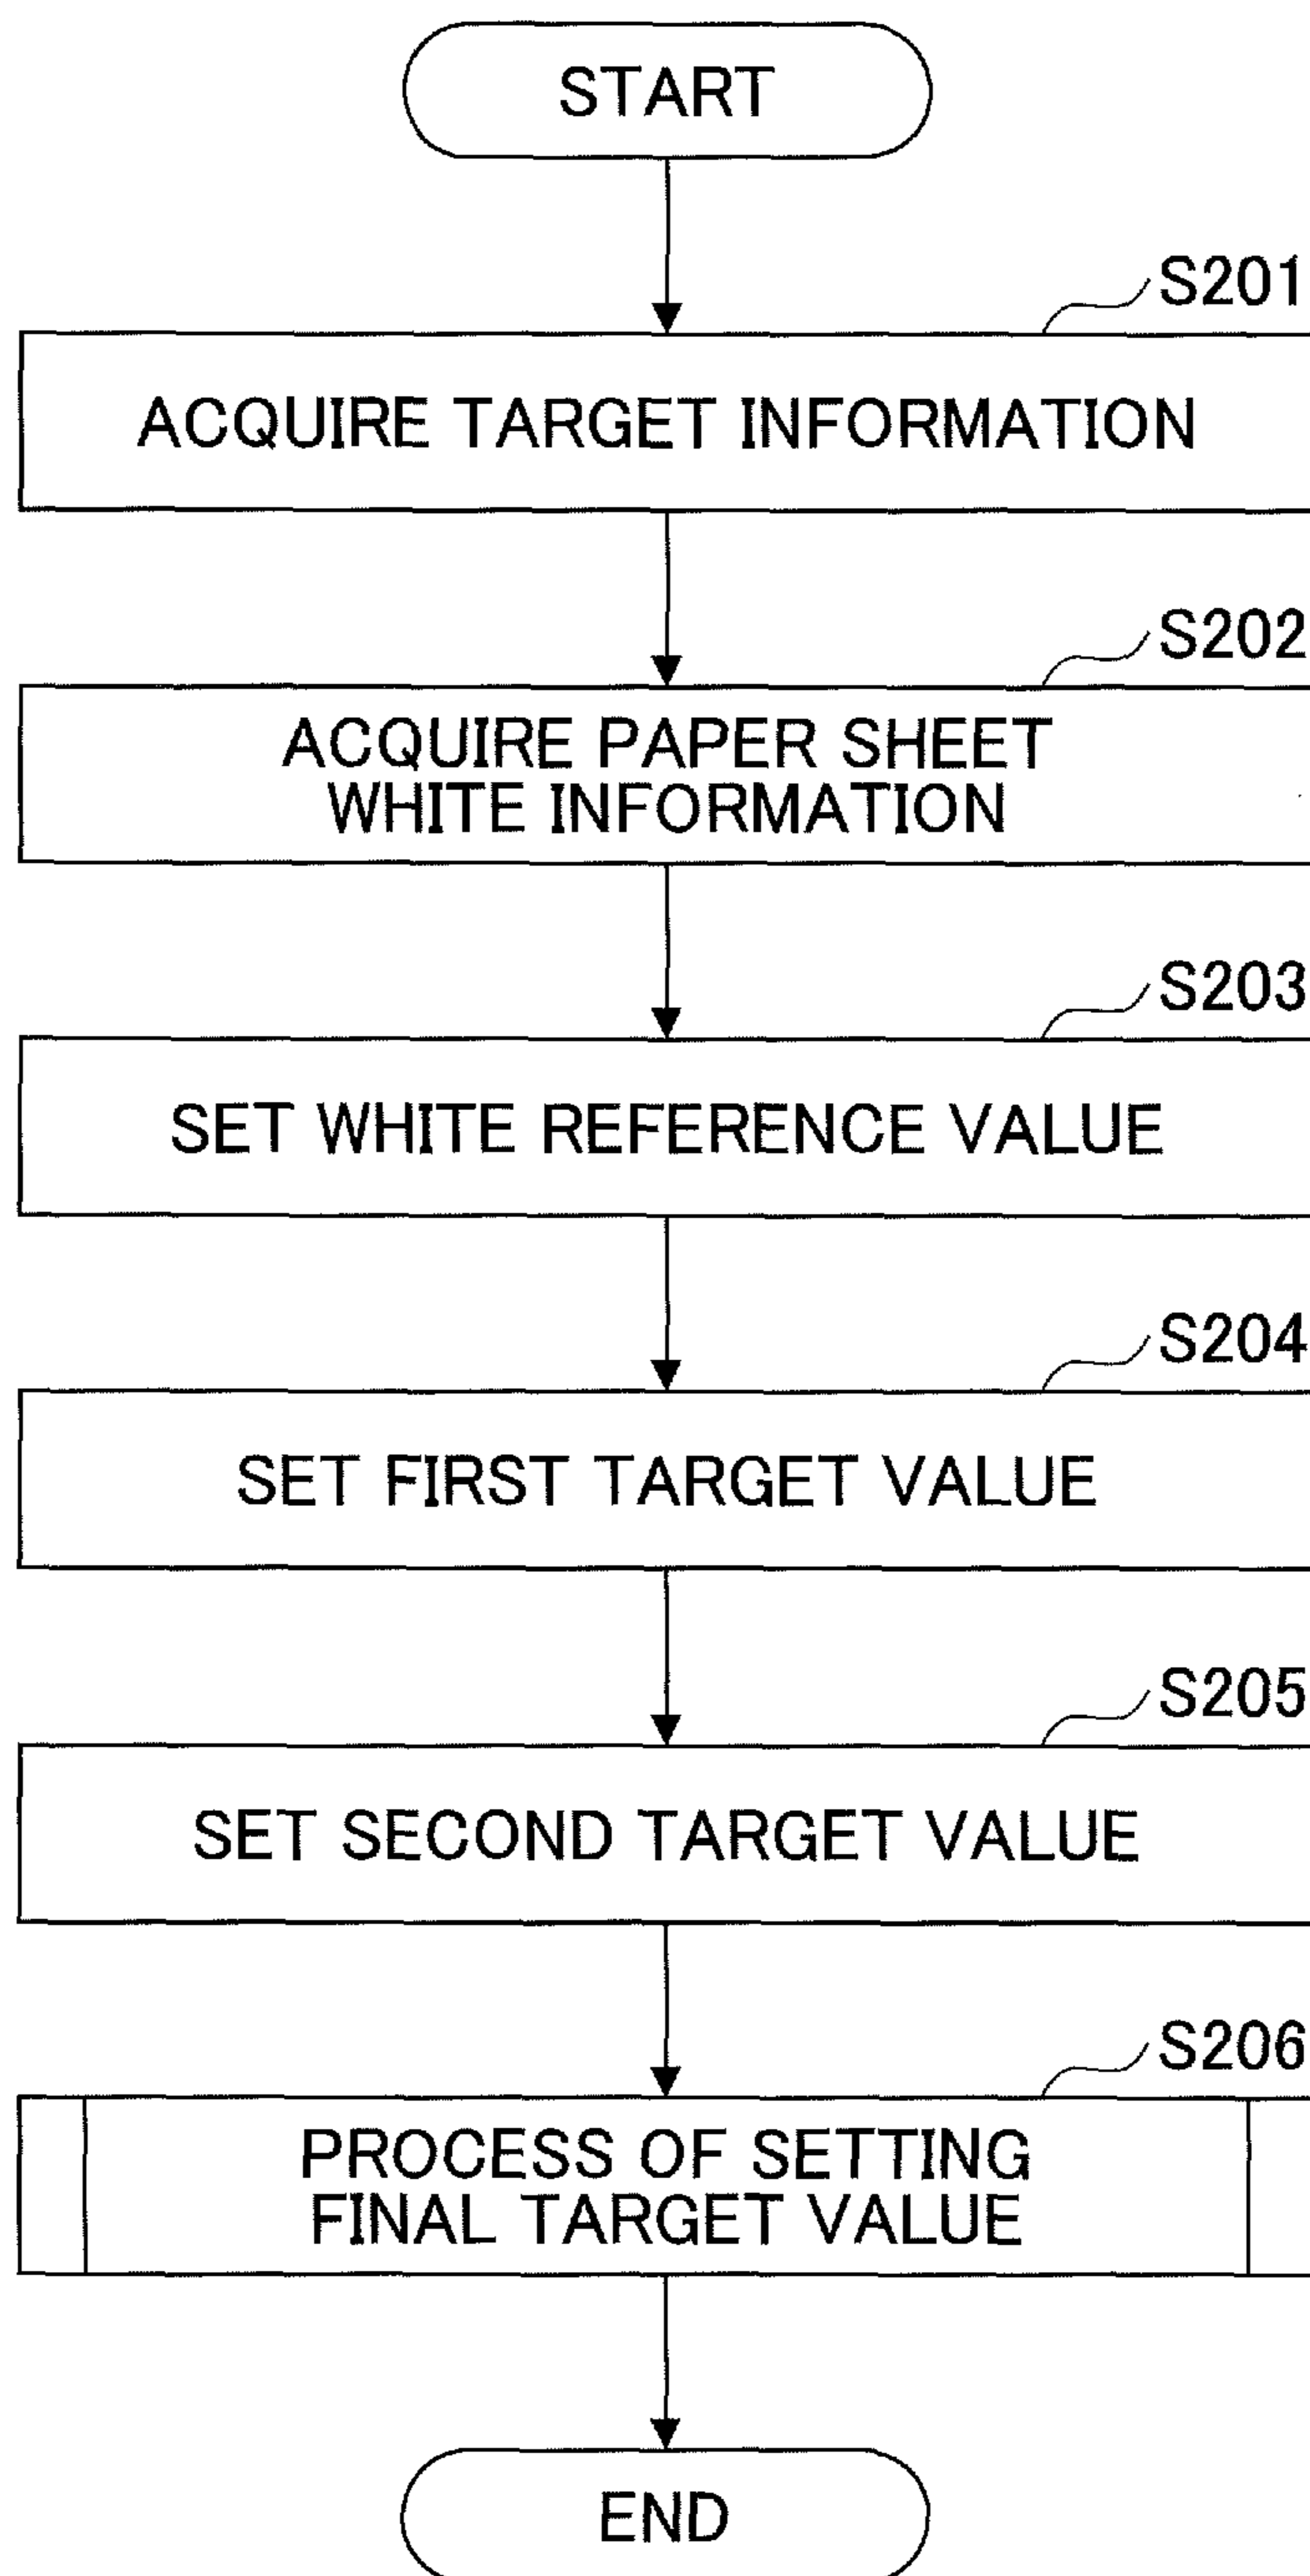 START
S201
ACQUIRE TARGET INFORMATION
S202
ACQUIRE PAPER SHEET
WHITE INFORMATION
S203
SET WHITE REFERENCE VALUE
S204
SET FIRST TARGET VALUE
S205
SET SECOND TARGET VALUE
S206
PROCESS OF SETTING
FINAL TARGET VALUE
END